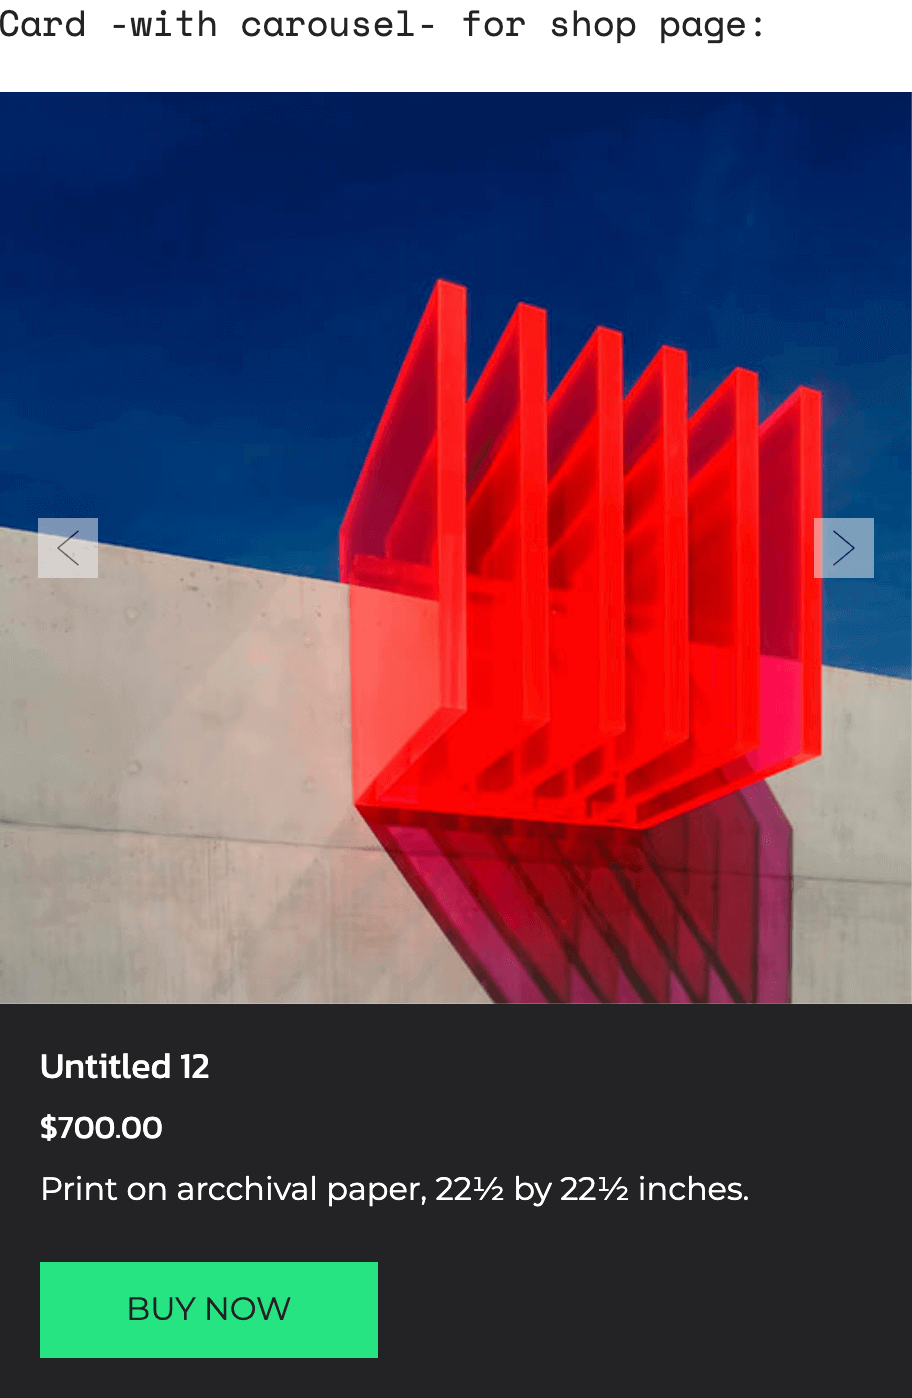 Card -with carousel- for shop page:
Untitled 12
$700.00
Print on arcchival paper, 22½ by 22½ inches.
BUY NOW